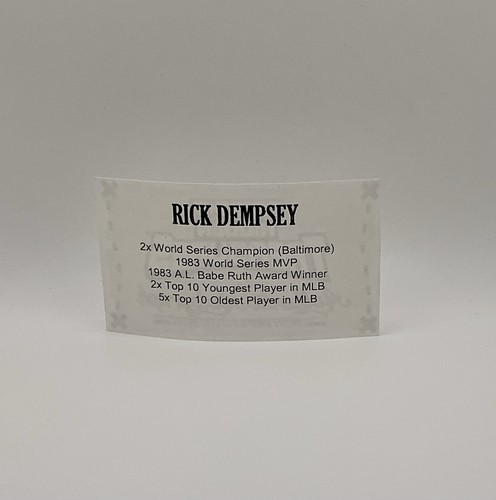 RICK DEMPSEY
2x World Series Champion (Baltimore)
1983 World Series MVP
1983 A.L. Babe Ruth Award Winner
2x Top 10 Youngest Player in MLB
5x Top 10 Oldest Player in MLB